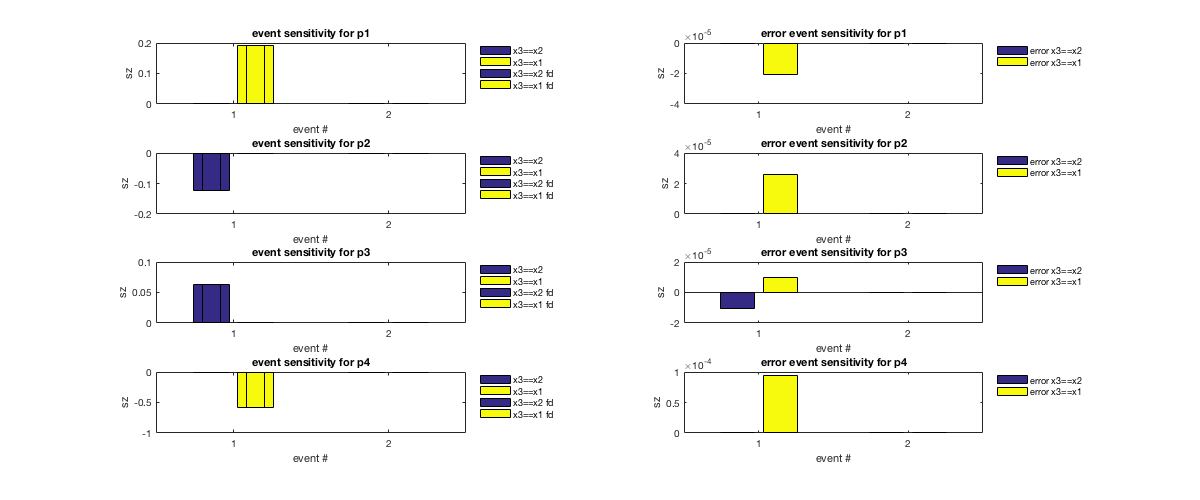 event sensitivity for p1
0.2
0.1
0
sz
1
2
event #
x3==x2
x3==x1
x3==x2 fd
x3==x1 fd
error event sensitivity for p1
×10-5
0
-2
-4
sz
1
2
event #
error x3==x2
error x3==x1
event sensitivity for p2
0
-0.1
-0.2
sz
1
2
event #
x3==x2
x3==x1
x3==x2 fd
x3==x1 fd
error event sensitivity for p2
×10-5
4
2
0
sz
1
2
event #
error x3==x2
error x3==x1
event sensitivity for p3
0.1
0.05
0
sz
1
2
event #
x3==x2
x3==x1
x3==x2 fd
x3==x1 fd
error event sensitivity for p3
×10-5
2
0
-2
sz
1
2
event #
error x3==x2
error x3==x1
event sensitivity for p4
0
-0.5
-1
sz
1
2
event #
x3==x2
x3==x1
x3==x2 fd
x3==x1 fd
error event sensitivity for p4
×10-4
1
0.5
0
sz
1
2
event #
error x3==x2
error x3==x1